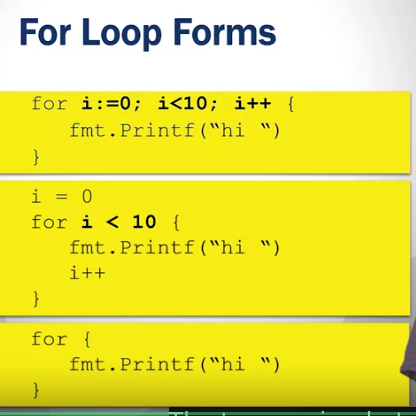 For Loop Forms
for i:=0; i<10; i++ {
fmt.Printf(“hi “)
}
i = 0
for i < 10 {
fmt.Printf(“hi “)
i++
}
for {
fmt.Printf(“hi “)
}